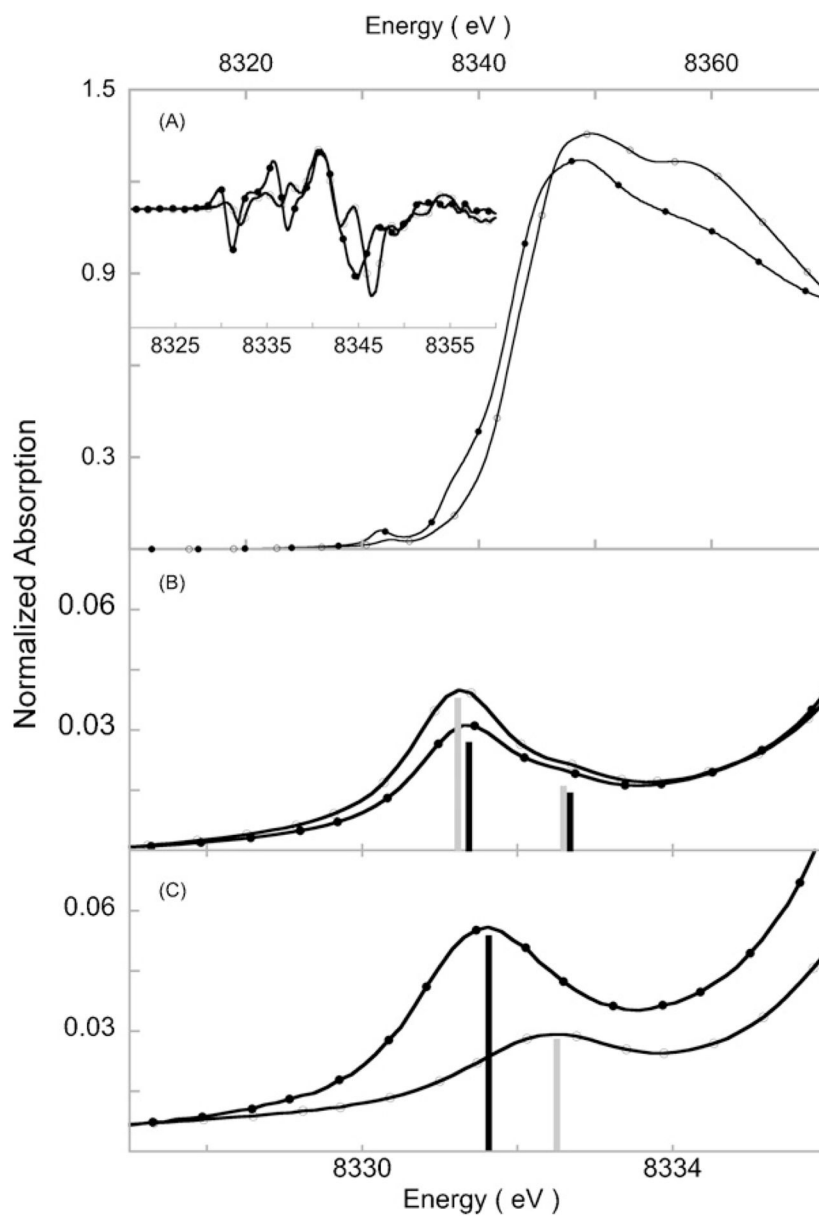 Energy ( eV )
8320 8340 8360
1.5
(A)
0.9
8325 8335 8345 8355
0.3
Normalized Absorption
(B)
0.06
0.03
(C)
0.06
0.03
8330 8334
Energy ( eV )